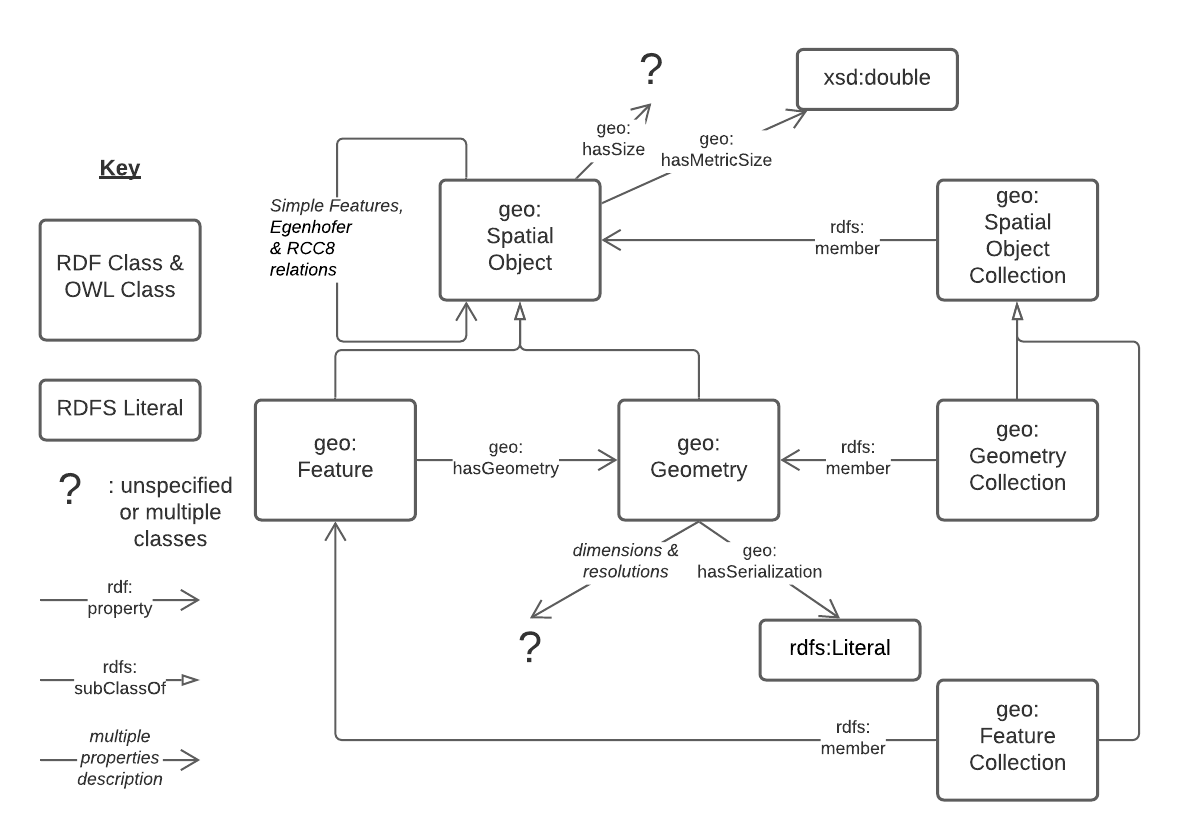 Key
RDF Class &
OWL Class
RDFS Literal
?
: unspecified
or multiple
classes
rdf:
property
rdfs:
subClassOf
multiple
properties
description
?
xsd:double
geo:
hasSize
geo:
hasMetricSize
Simple Features,
Egenhofer
& RCC8
relations
geo:
Spatial
Object
rdfs:
member
geo:
Spatial
Object
Collection
geo:
Feature
geo:
hasGeometry
geo:
Geometry
rdfs:
member
geo:
Geometry
Collection
dimensions &
resolutions
geo:
hasSerialization
?
rdfs:Literal
rdfs:
member
geo:
Feature
Collection